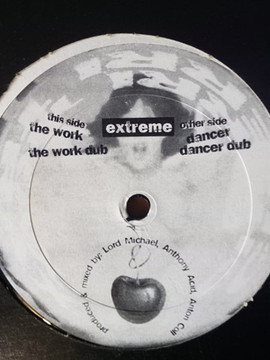 this side
the work
the work dub
extreme
other side
dancer
dancer dub
produced & mixed by: Lord Michael, Anthony Acid, Anton Coll